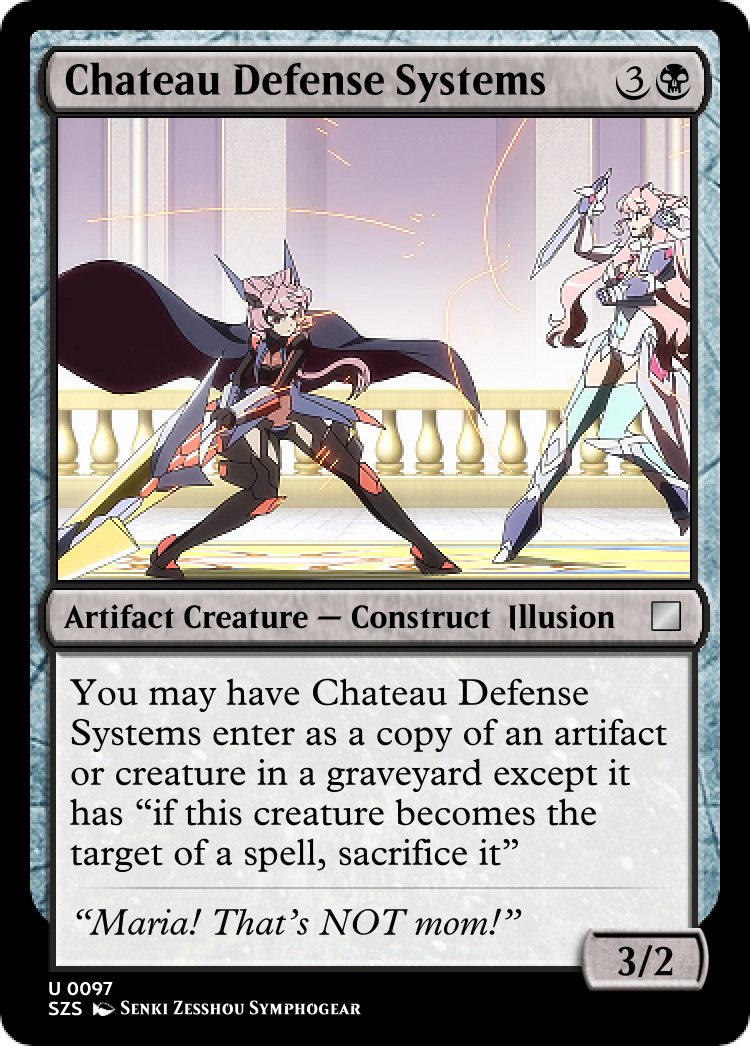 Chateau Defense Systems 3
Artifact Creature — Construct Illusion
You may have Chateau Defense
Systems enter as a copy of an artifact
or creature in a graveyard except it
has “if this creature becomes the
target of a spell, sacrifice it”
“Maria! That’s NOT mom!”
3/2
U 0097
SZS Senki Zesshou Symphogear